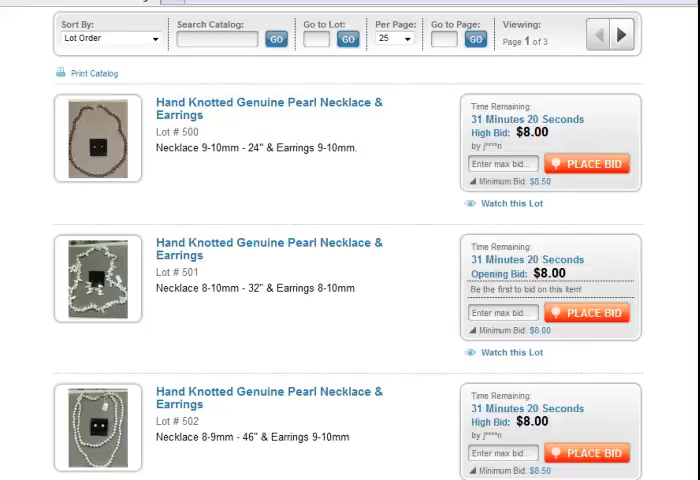 Sort By:
Lot Order
Search Catalog:
GO
Go to Lot:
GO
Per Page:
25
Go to Page:
GO
Viewing:
Page 1 of 3
Print Catalog
Hand Knotted Genuine Pearl Necklace &
Earrings
Lot # 500
Necklace 9-10mm - 24" & Earrings 9-10mm.
Time Remaining:
31 Minutes 20 Seconds
High Bid: $8.00
by j****n
Enter max bid...
PLACE BID
Minimum Bid: $8.50
Watch this Lot
Hand Knotted Genuine Pearl Necklace &
Earrings
Lot # 501
Necklace 8-10mm - 32" & Earrings 8-10mm
Time Remaining:
31 Minutes 20 Seconds
Opening Bid: $8.00
Be the first to bid on this item!
Enter max bid...
PLACE BID
Minimum Bid: $8.00
Watch this Lot
Hand Knotted Genuine Pearl Necklace &
Earrings
Lot # 502
Necklace 8-9mm - 46" & Earrings 9-10mm
Time Remaining:
31 Minutes 20 Seconds
High Bid: $8.00
by j****n
Enter max bid...
PLACE BID
Minimum Bid: $8.50